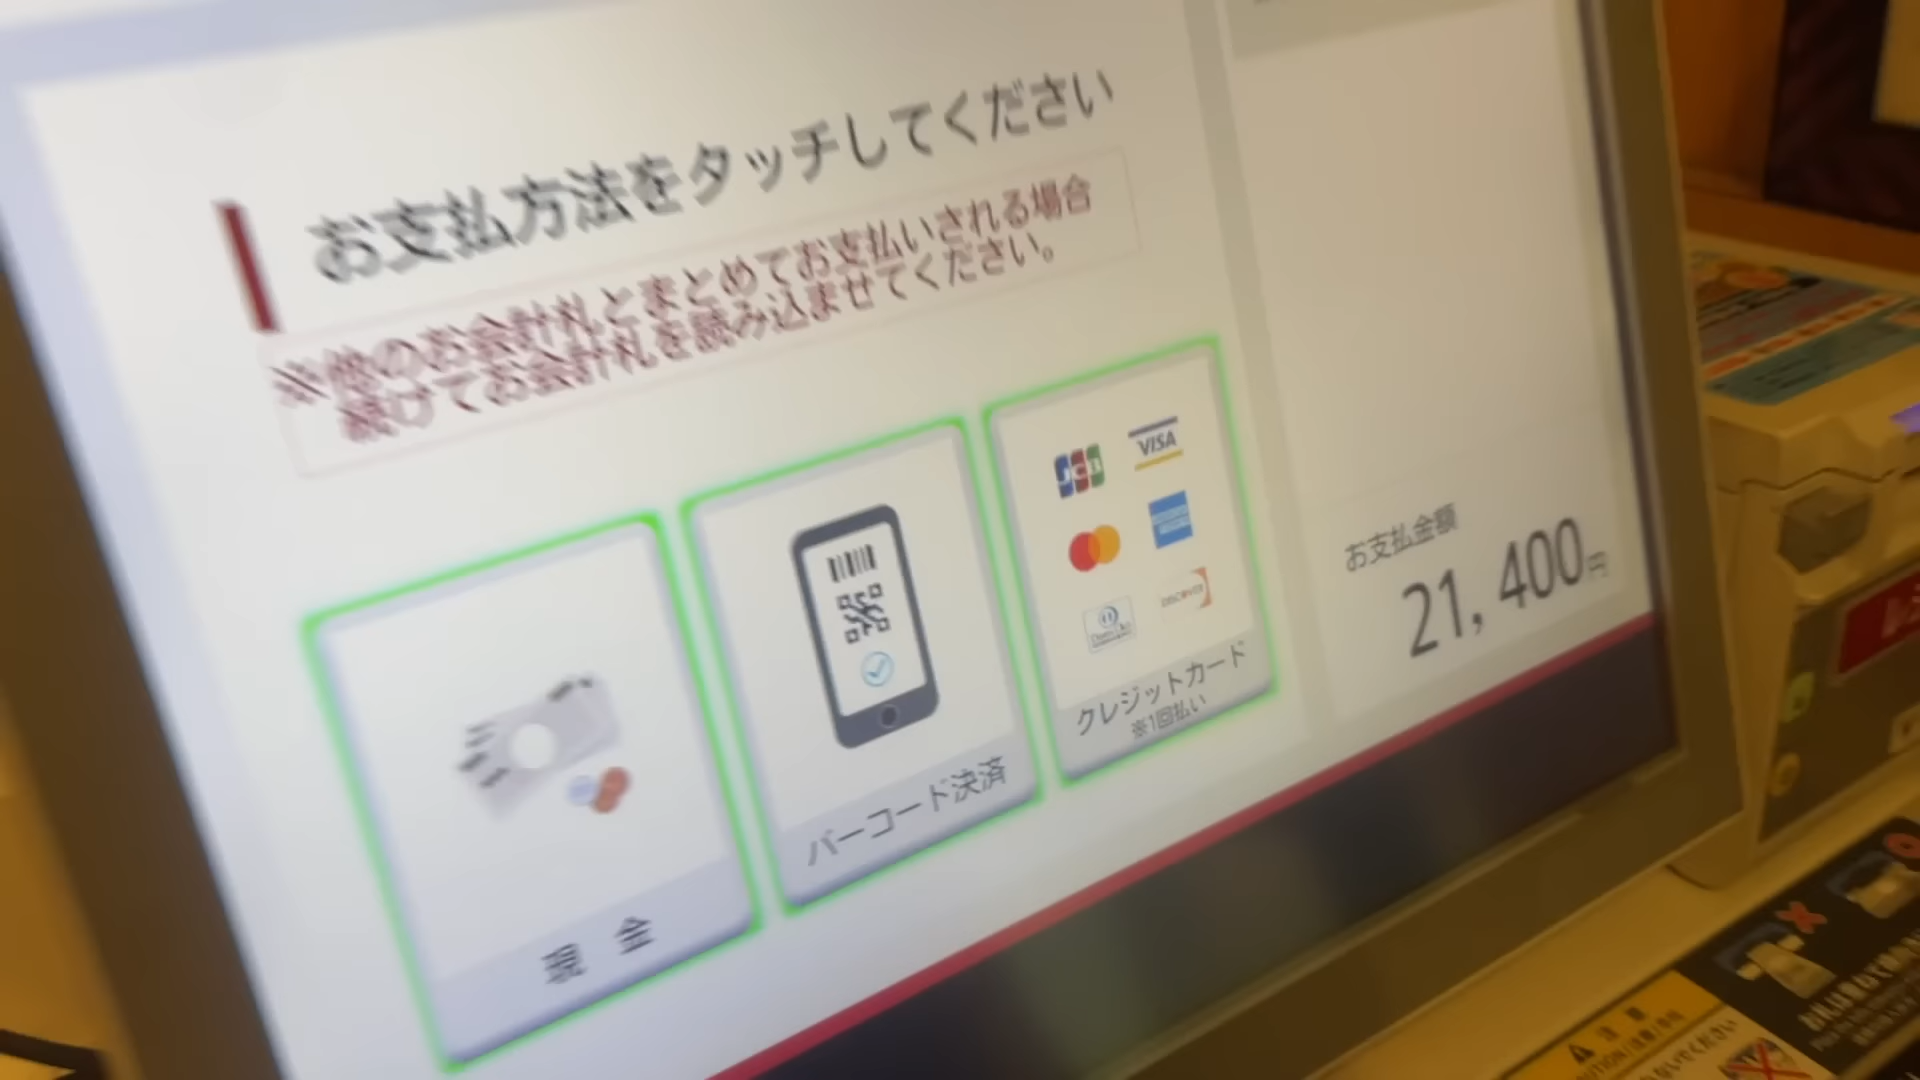 お支払方法をタッチしてください
※他のお会計札とまとめてお支払いされる場合
続けてお会計札を読み込ませてください。
現 金
バーコード決済
JCB
VISA
DISCOVER
クレジットカード
※1回払い
お支払金額
21,400円
注意